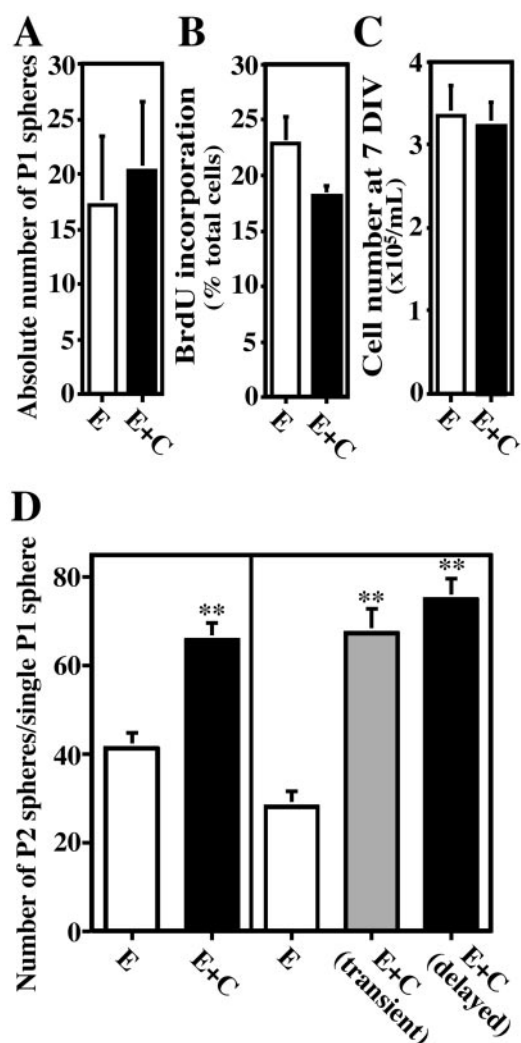 A
Absolute number of P1 spheres
30
25
20
15
10
5
0
E
E+C
B
BrdU incorporation
(% total cells)
30
25
20
15
10
5
0
E
E+C
C
Cell number at 7 DIV
(x10⁵/mL)
4
3
2
1
0
E
E+C
D
Number of P2 spheres/single P1 sphere
80
60
40
20
0
**
**
**
E
E+C
E
E+C
(transient)
E+C
(delayed)